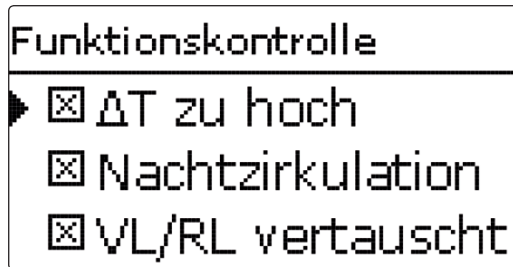 Funktionskontrolle
☒ ΔT zu hoch
☒ Nachtzirkulation
☒ VL/RL vertauscht